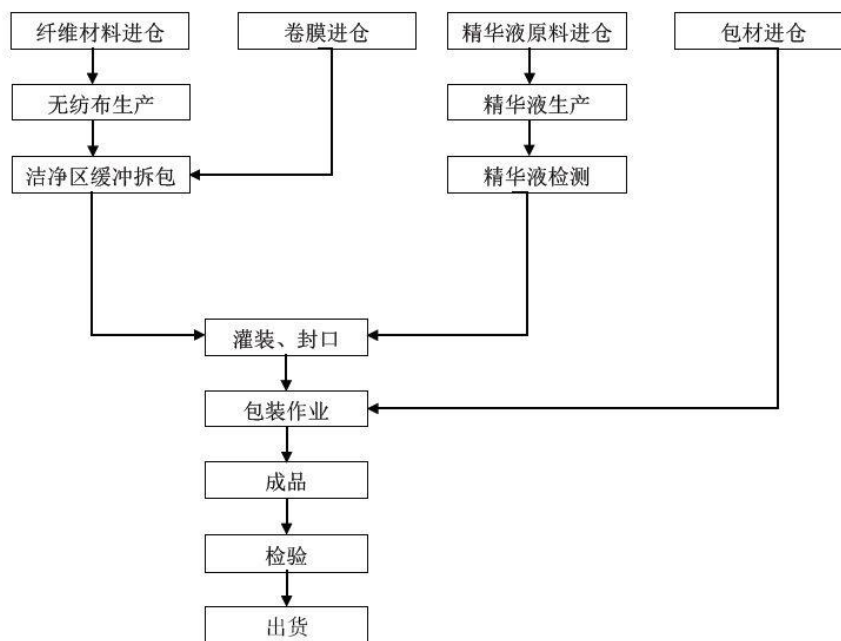 纤维材料进仓
卷膜进仓
精华液原料进仓
包材进仓
无纺布生产
精华液生产
洁净区缓冲拆包
精华液检测
灌装、封口
包装作业
成品
检验
出货